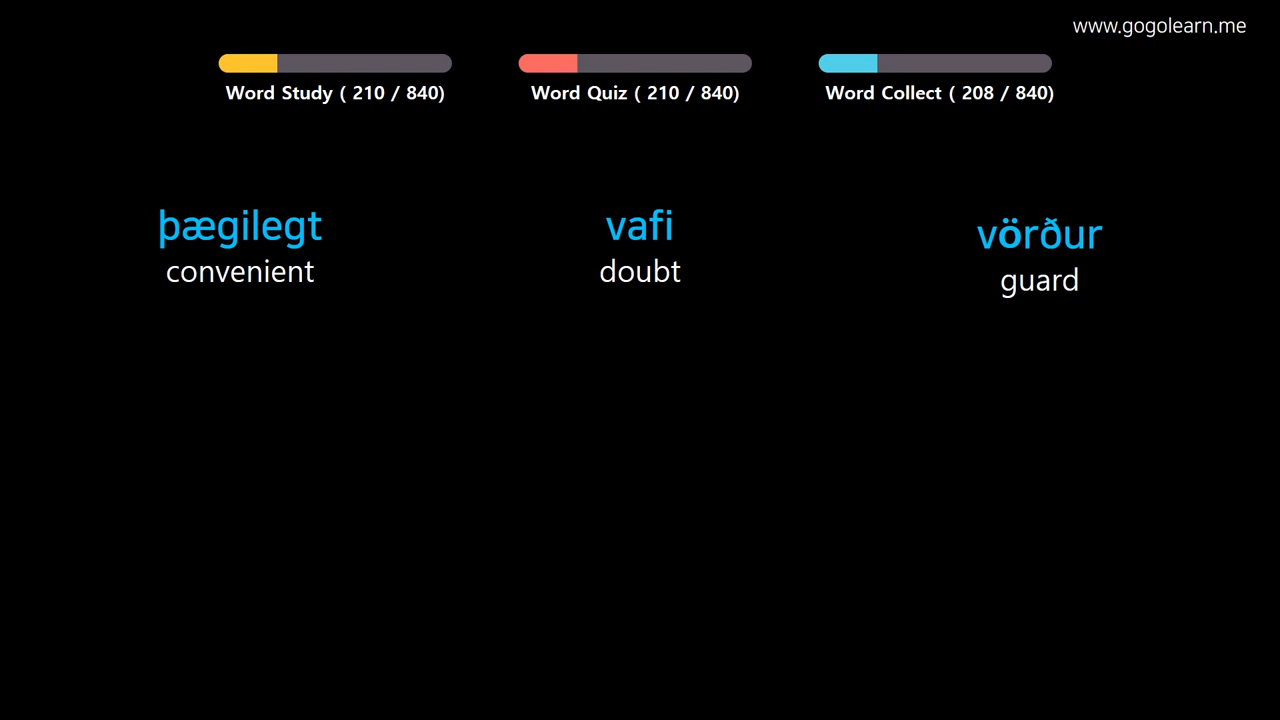 www.gogolearn.me
Word Study ( 210 / 840)
Word Quiz ( 210 / 840)
Word Collect ( 208 / 840)
þægilegt
convenient
vafi
doubt
vörður
guard